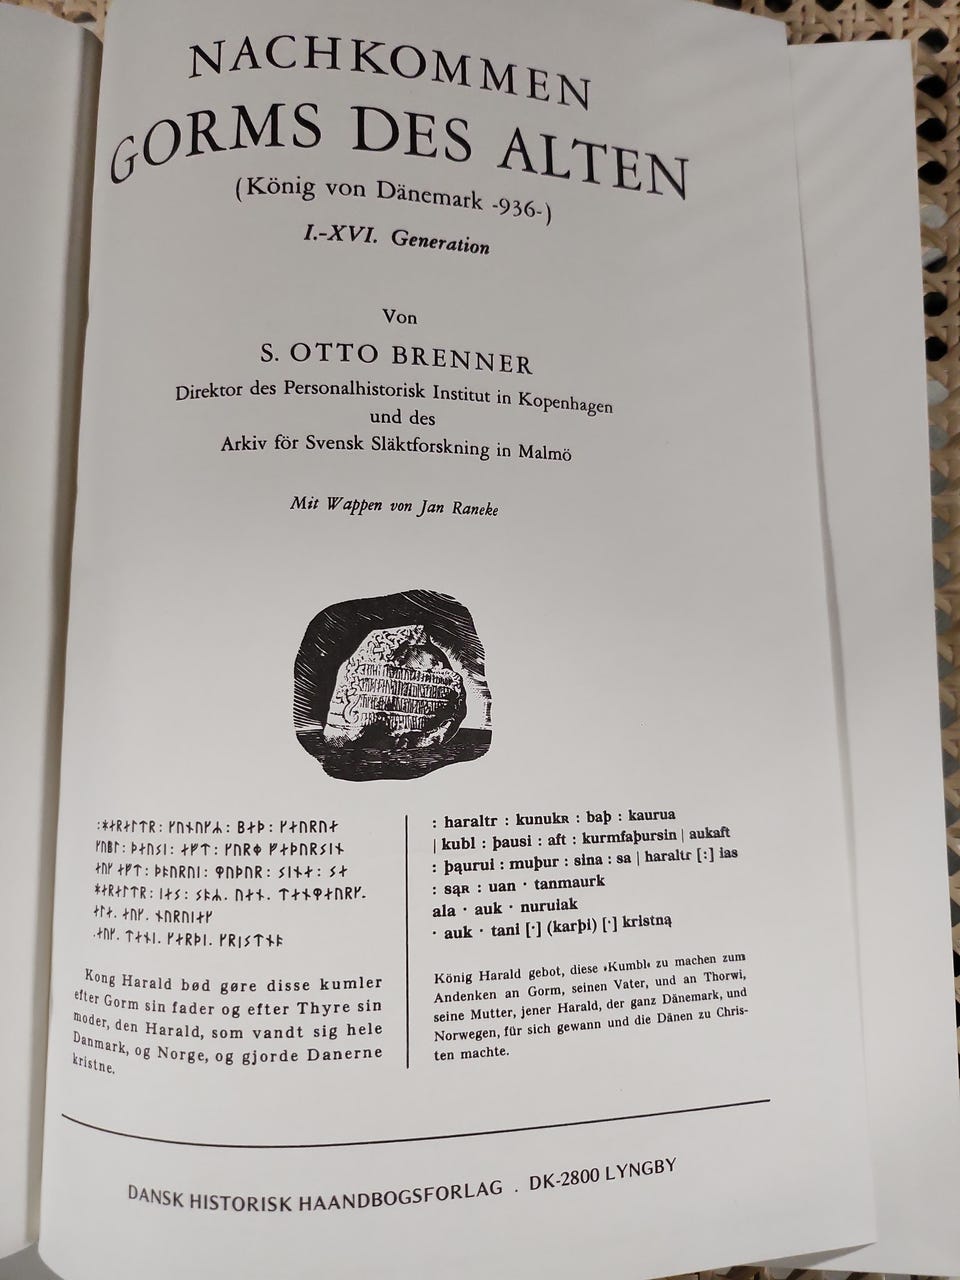 NACHKOMMEN
GORMS DES ALTEN
(König von Dänemark -936-)
I.-XVI. Generation
Von
S. OTTO BRENNER
Direktor des Personalhistorisk Institut in Kopenhagen
und des
Arkiv för Svensk Släktforskning in Malmö
Mit Wappen von Jan Raneke
Kong Harald bød gøre disse kumler
efter Gorm sin fader og efter Thyre sin
moder, den Harald, som vandt sig hele
Danmark, og Norge, og gjorde Danerne
kristne.
: haraltr : kunukʀ : baþ : kaurua
| kubl : þausi : aft : kurmfaþursin | aukaft
: þąurui : muþur : sina : sa | haraltr [:] ias
: sąʀ : uan · tanmaurk
ala · auk · nuruiak
· auk · tani [·] (karþi) [·] kristną
König Harald gebot, diese ›Kumbl‹ zu machen zum
Andenken an Gorm, seinen Vater, und an Thorwi,
seine Mutter, jener Harald, der ganz Dänemark, und
Norwegen, für sich gewann und die Dänen zu Chris-
ten machte.
DANSK HISTORISK HAANDBOGSFORLAG . DK-2800 LYNGBY